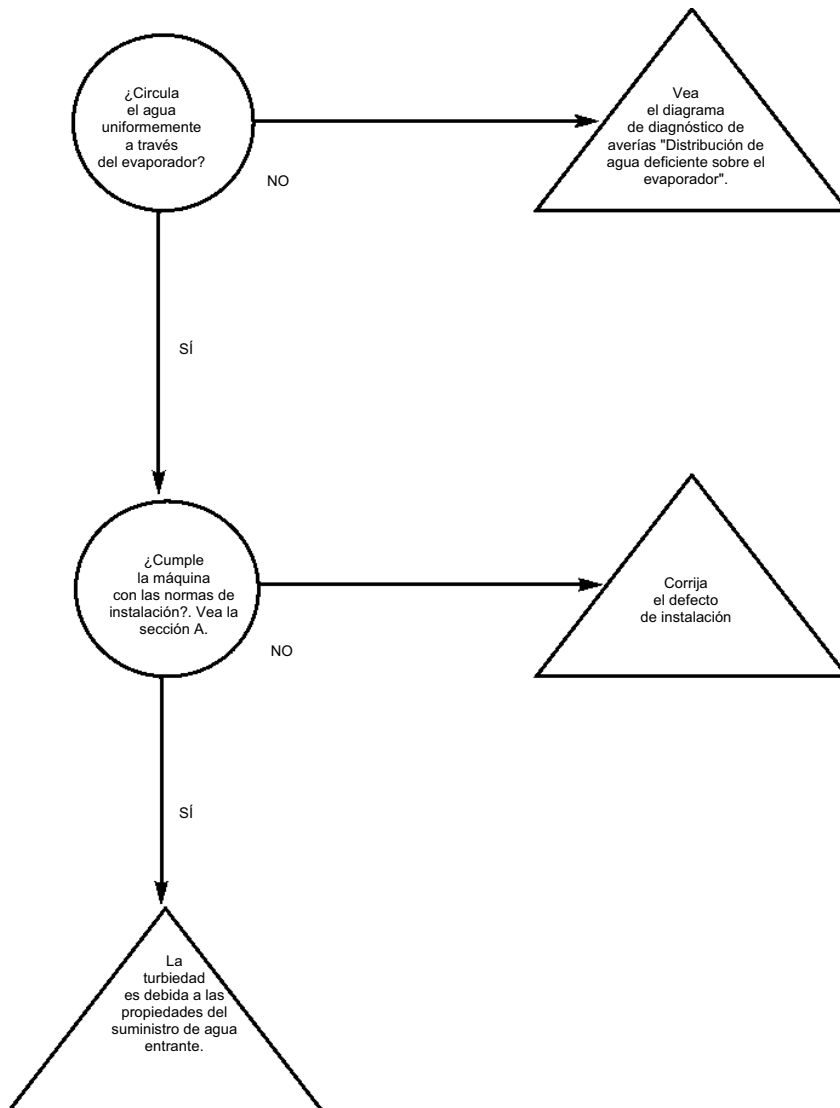 ¿Circula
el agua
uniformemente
a través
del evaporador?
NO
Vea
el diagrama
de diagnóstico de
averías "Distribución de
agua deficiente sobre el
evaporador".
SÍ
¿Cumple
la máquina
con las normas de
instalación?. Vea la
sección A.
NO
Corrija
el defecto
de instalación
SÍ
La
turbiedad
es debida a las
propiedades del
suministro de agua
entrante.